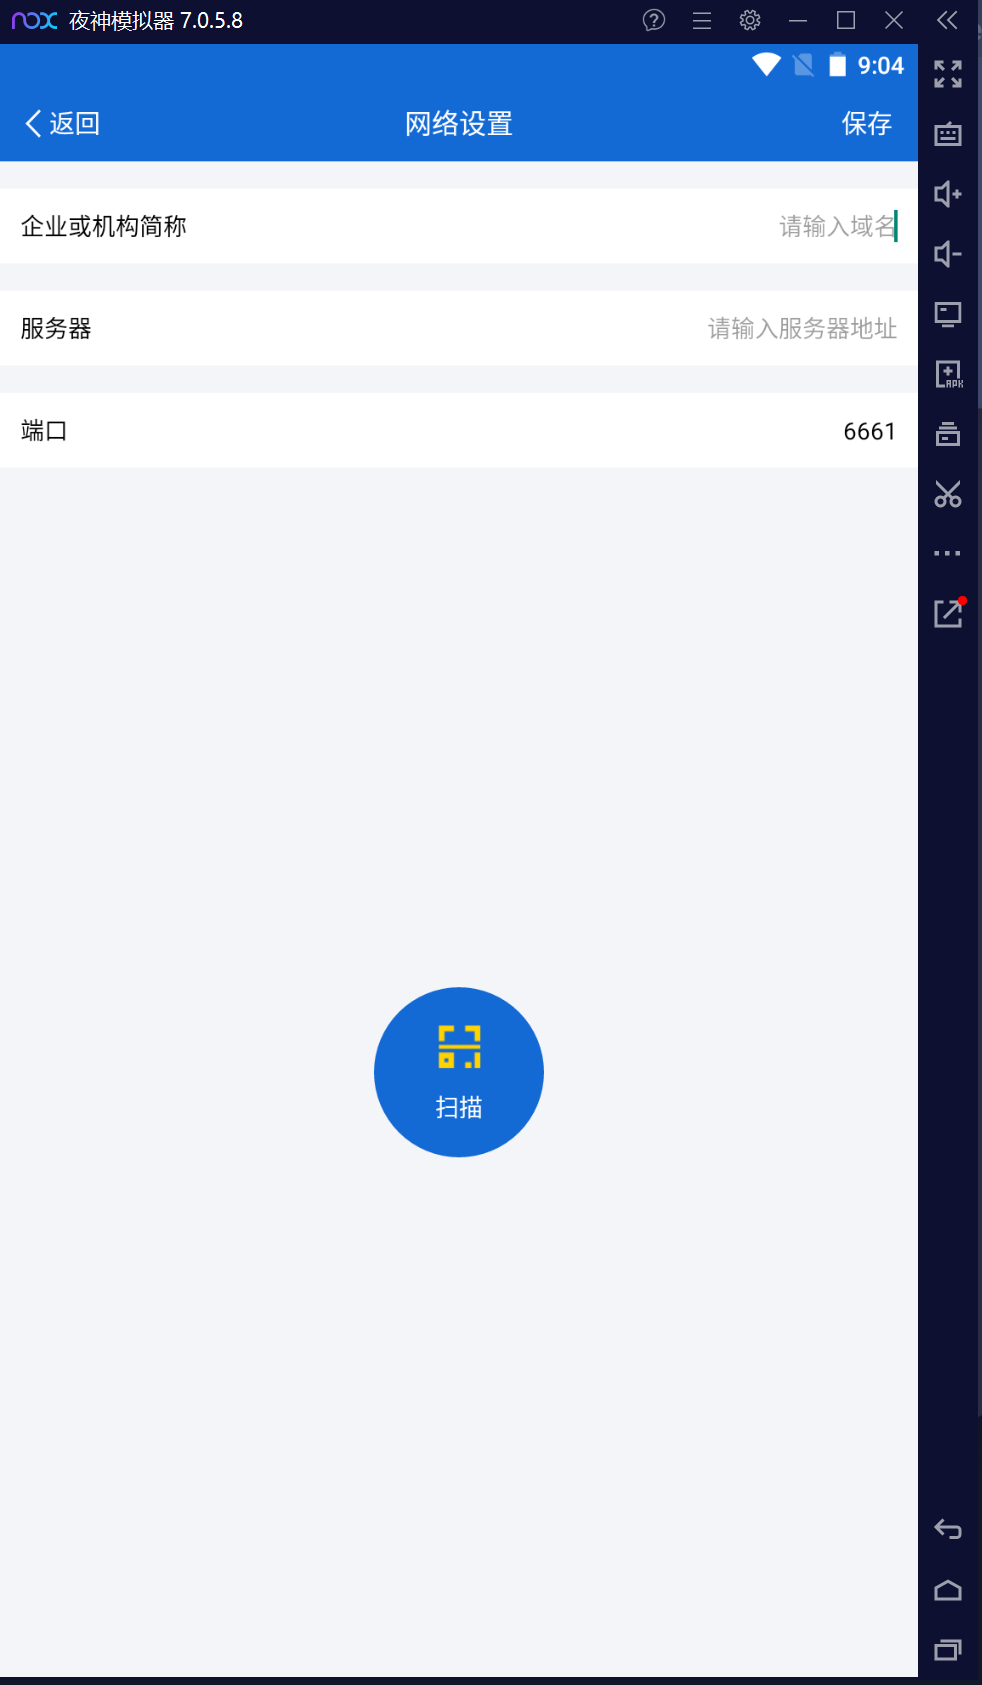 nox 夜神模拟器 7.0.5.8
9:04
返回 网络设置 保存
企业或机构简称 请输入域名
服务器 请输入服务器地址
端口 6661
APK
扫描